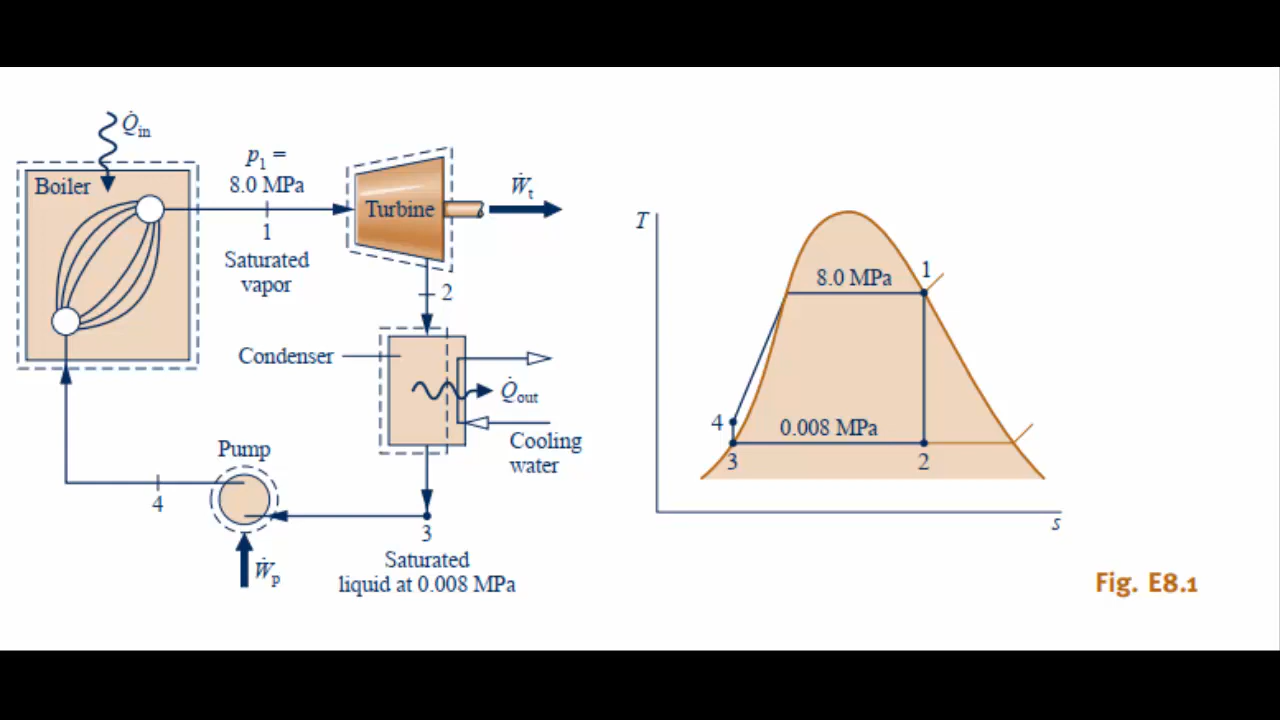 Q̇in
p1 =
8.0 MPa
Boiler
Turbine
Ẇt
1
Saturated
vapor
2
Condenser
Q̇out
Cooling
water
Pump
4
3
Saturated
liquid at 0.008 MPa
Ẇp
T
8.0 MPa
1
4
0.008 MPa
3
2
s
Fig. E8.1